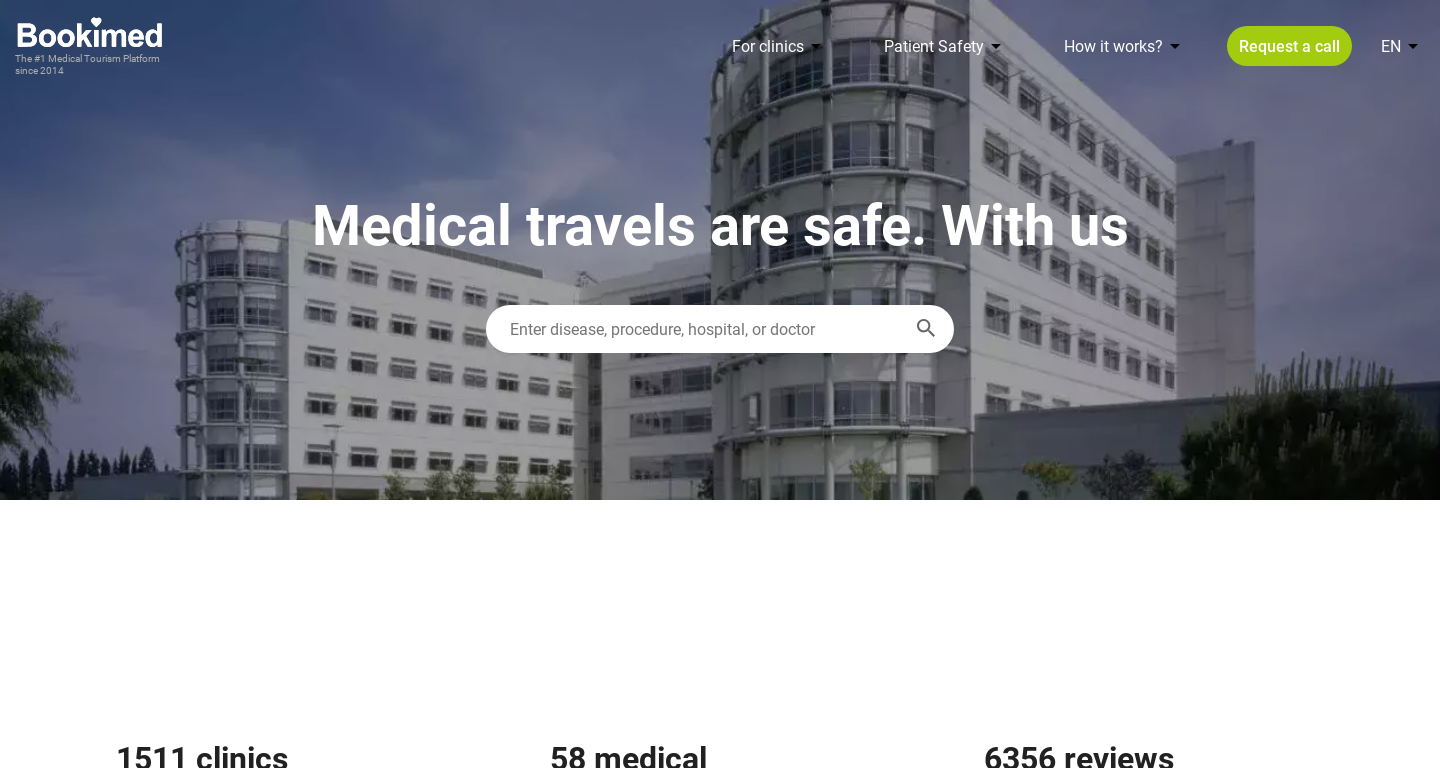 Bookimed
The #1 Medical Tourism Platform
since 2014
For clinics
Patient Safety
How it works?
Request a call
EN
Medical travels are safe. With us
Enter disease, procedure, hospital, or doctor
1511 clinics
58 medical
6356 reviews